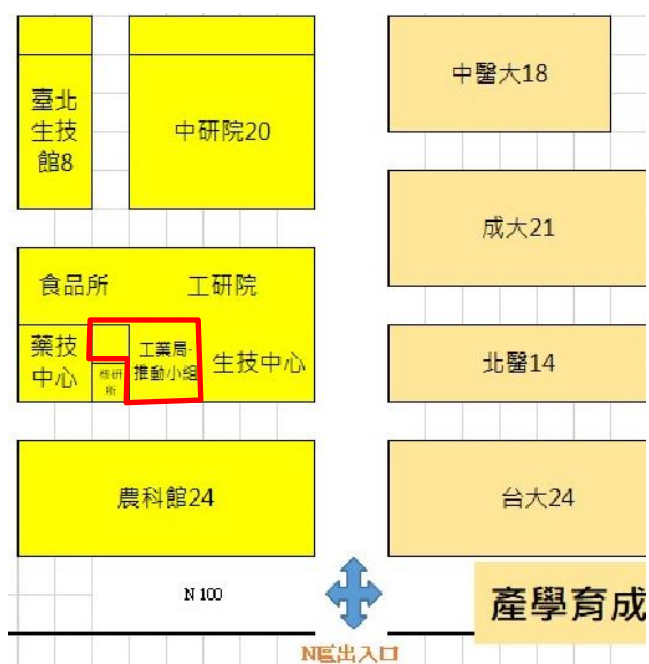 臺北
生技
館8
中研院20
中醫大18
成大21
食品所
工研院
藥技
中心
核研
所
工業局-
推動小組
生技中心
北醫14
農科館24
台大24
N 100
產學育成
N區出入口